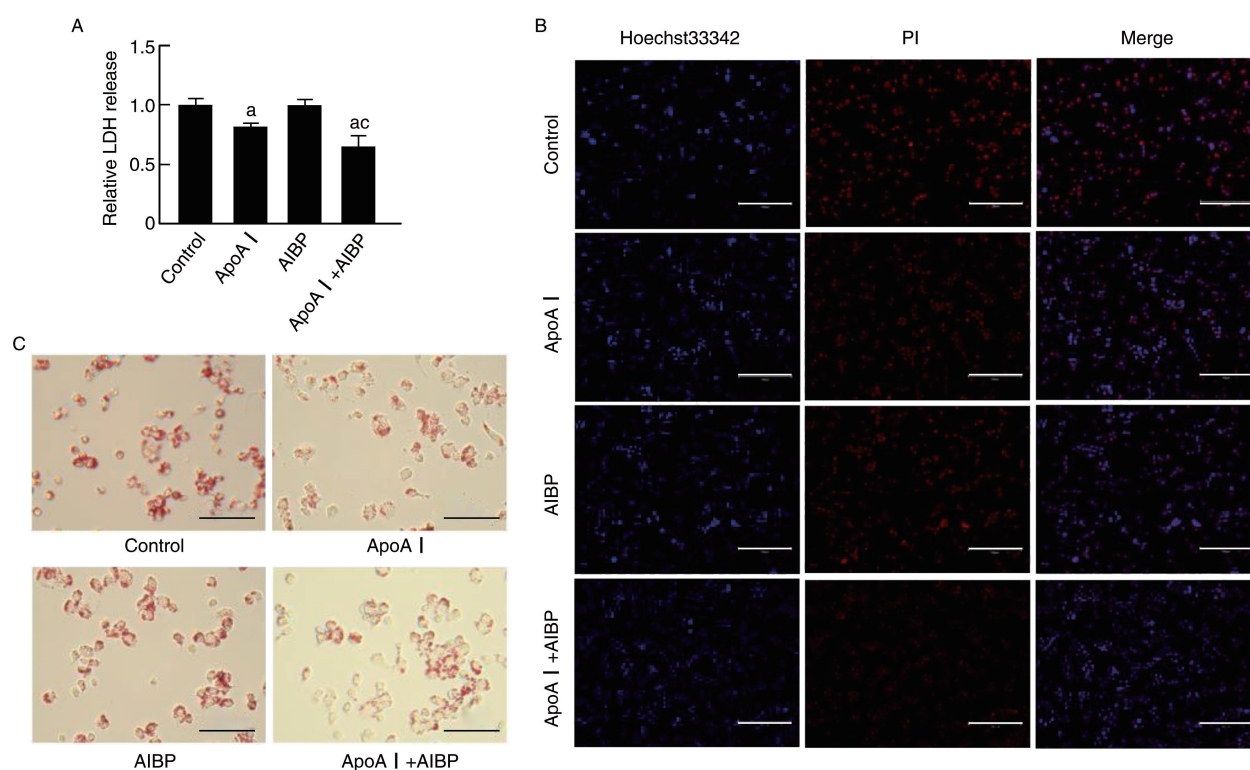 A
Relative LDH release
1.5
1.0
0.5
0
a
ac
Control
ApoA Ⅰ
AIBP
ApoA Ⅰ +AIBP
B
Hoechst33342
PI
Merge
Control
ApoA Ⅰ
AIBP
ApoA Ⅰ +AIBP
C
Control
ApoA Ⅰ
AIBP
ApoA Ⅰ +AIBP